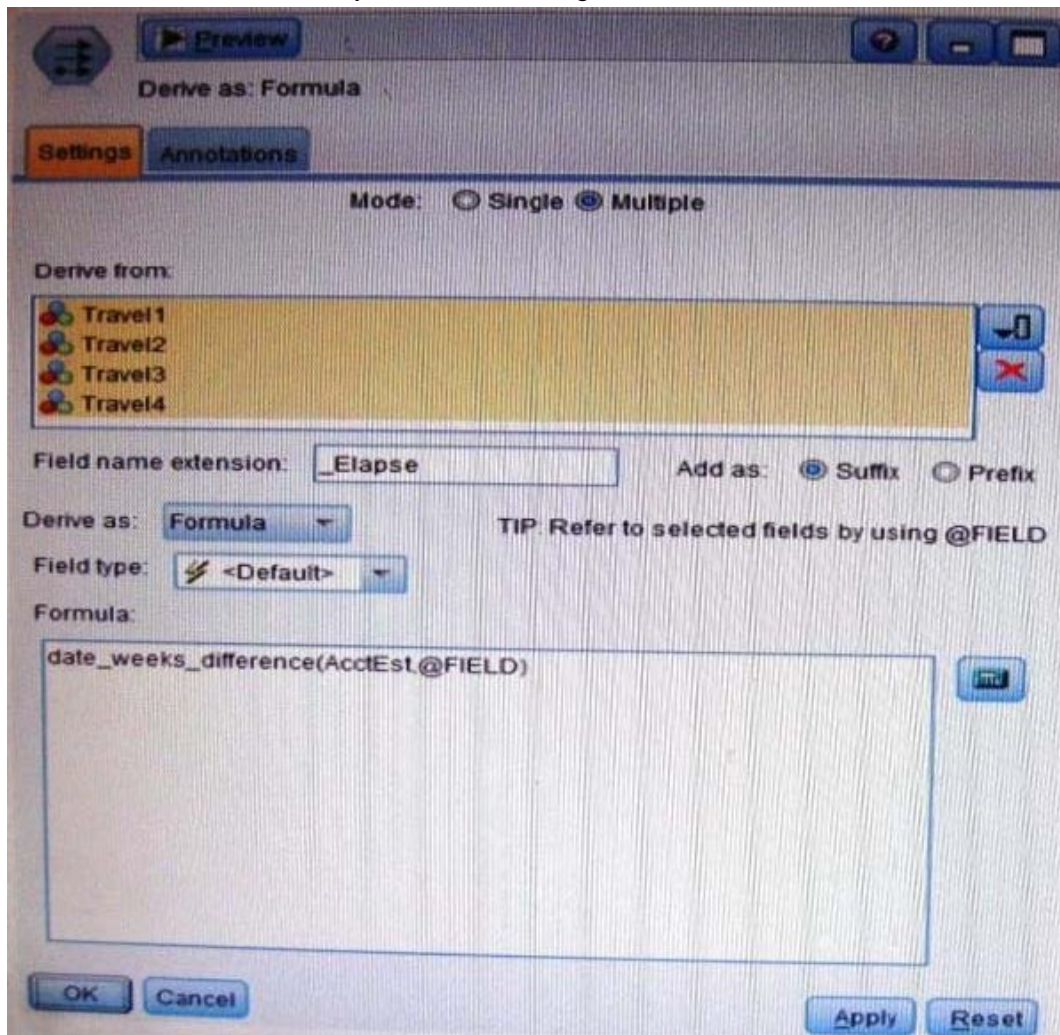 Preview
Derive as: Formula
Settings Annotations
Mode: Single Multiple
Derive from:
Travel1
Travel2
Travel3
Travel4
Field name extension: _Elapse Add as: Suffix Prefix
Derive as: Formula TIP: Refer to selected fields by using @FIELD
Field type: <Default>
Formula:
date_weeks_difference(AcctEst,@FIELD)
OK Cancel Apply Reset